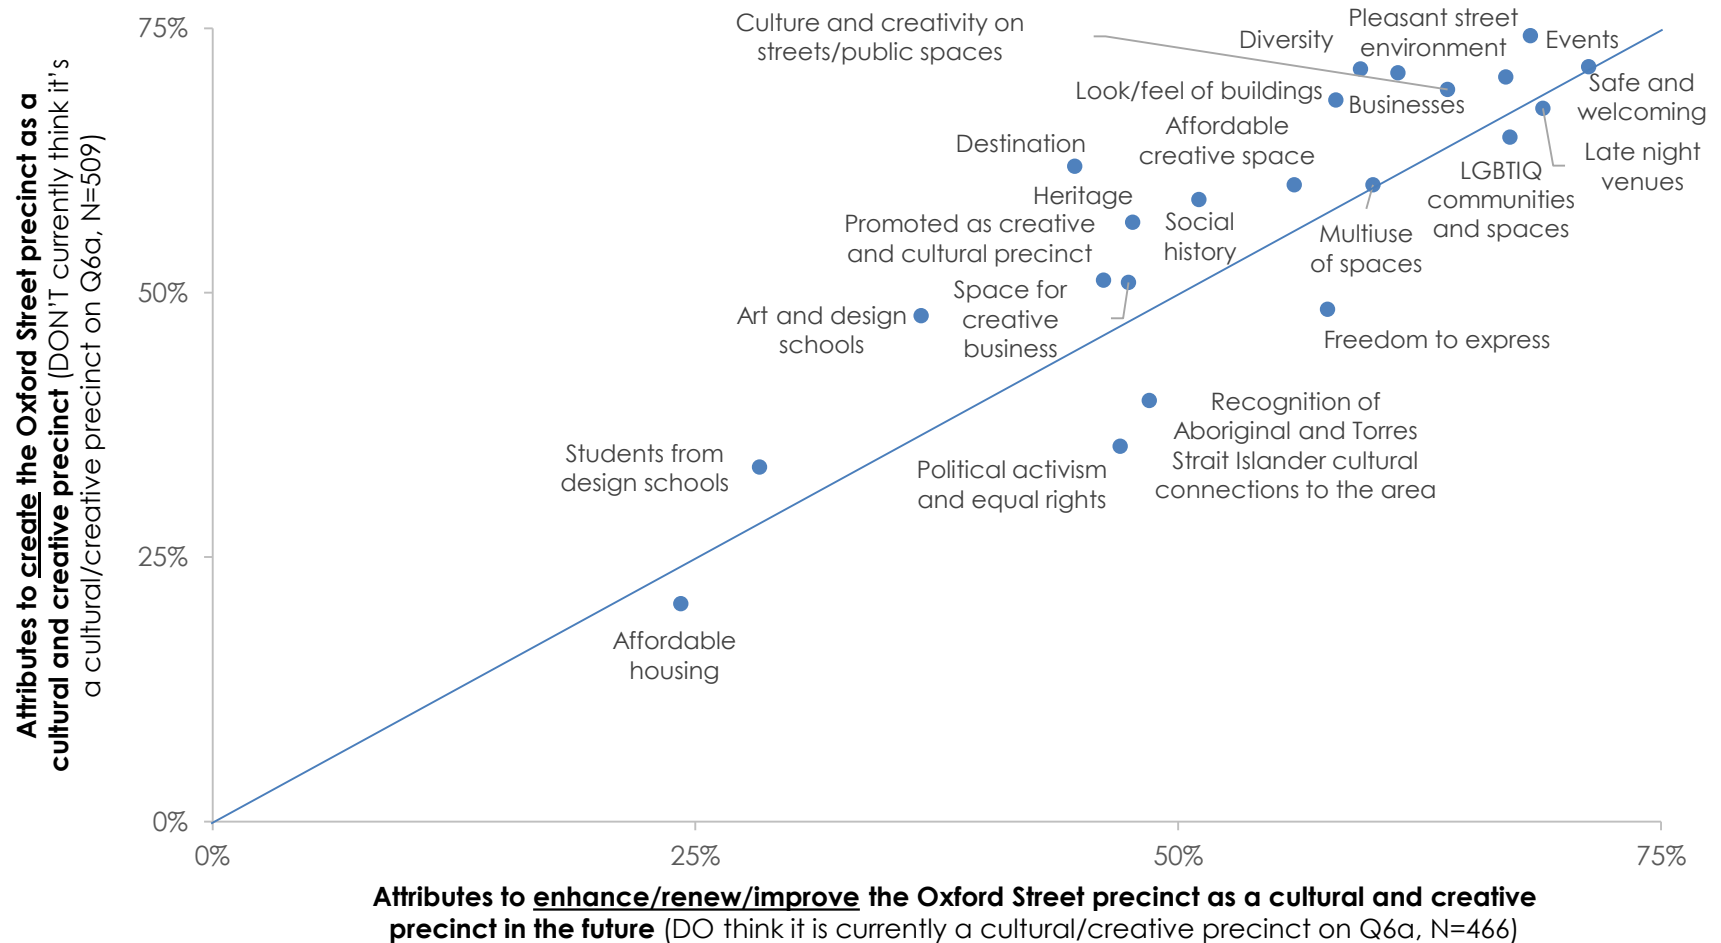 75%
50%
25%
0%
0%
25%
50%
75%
Attributes to create the Oxford Street precinct as a
cultural and creative precinct (DON'T currently think it's
a cultural/creative precinct on Q6a, N=509)
Culture and creativity on
streets/public spaces
Diversity
Pleasant street
environment
Events
Look/feel of buildings
Businesses
Safe and
welcoming
Destination
Affordable
creative space
Late night
venues
Heritage
LGBTIQ
communities
and spaces
Promoted as creative
and cultural precinct
Social
history
Multiuse
of spaces
Space for
creative
business
Art and design
schools
Freedom to express
Recognition of
Aboriginal and Torres
Strait Islander cultural
connections to the area
Students from
design schools
Political activism
and equal rights
Affordable
housing
Attributes to enhance/renew/improve the Oxford Street precinct as a cultural and creative
precinct in the future (DO think it is currently a cultural/creative precinct on Q6a, N=466)